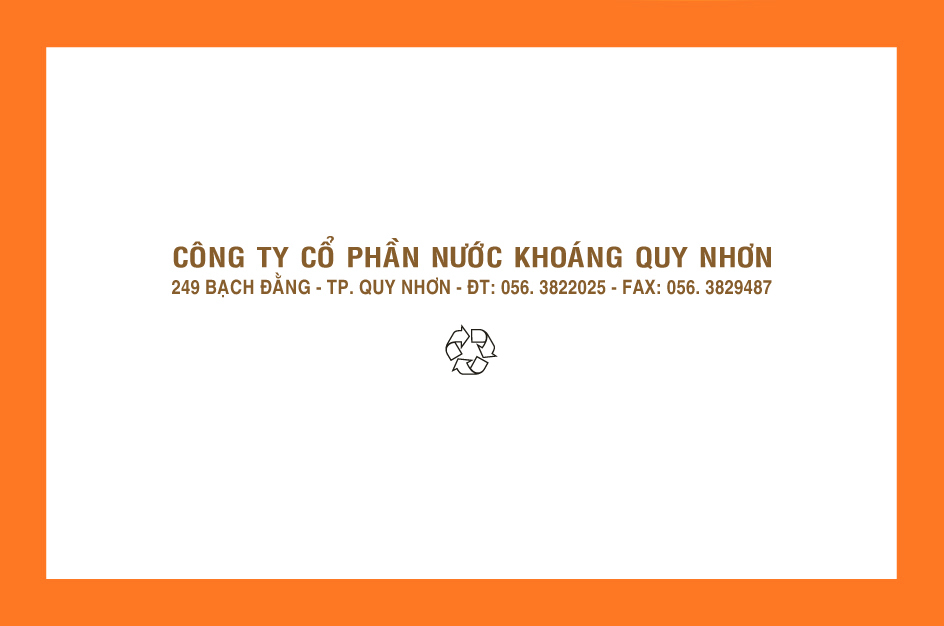 CÔNG TY CỔ PHẦN NƯỚC KHOÁNG QUY NHƠN
249 BẠCH ĐẰNG - TP. QUY NHƠN - ĐT: 056. 3822025 - FAX: 056. 3829487